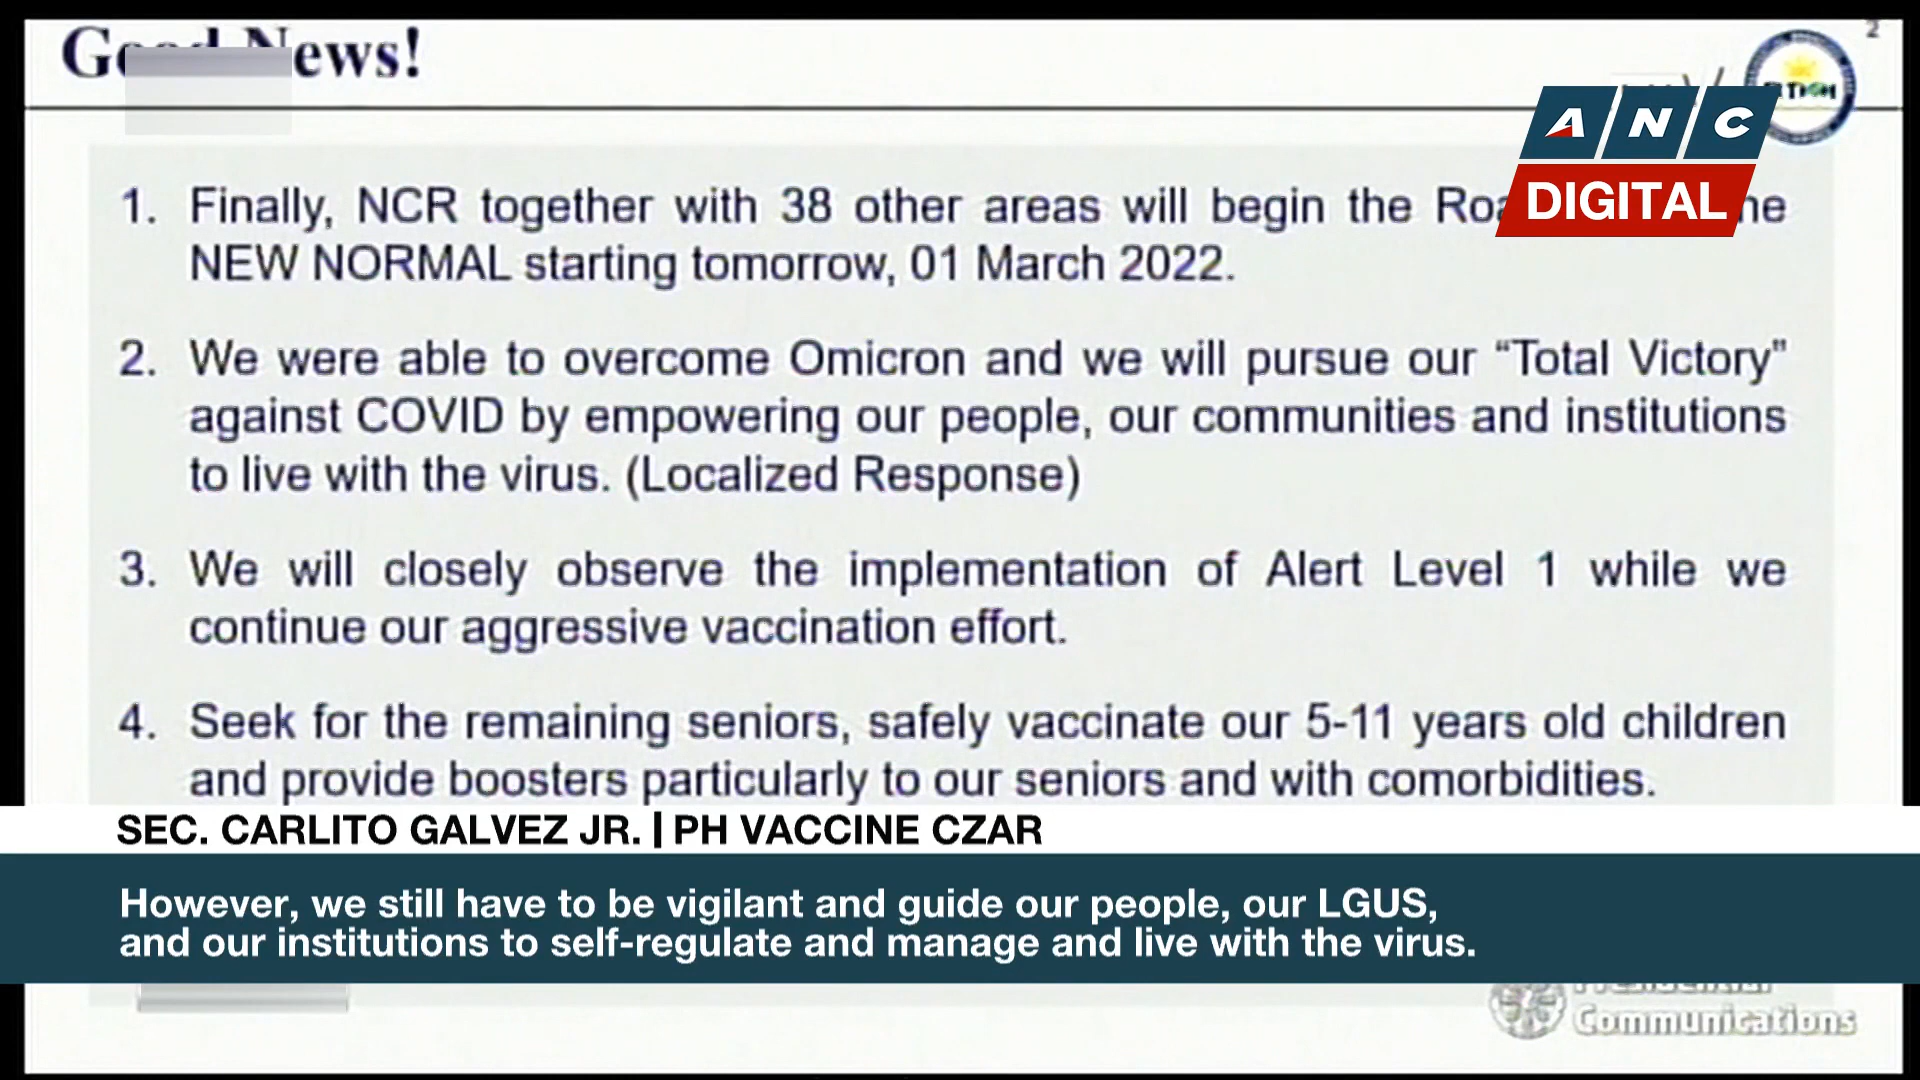 2
News!
ANC
DIGITAL
1. Finally, NCR together with 38 other areas will begin the
NEW NORMAL starting tomorrow, 01 March 2022.
2. We were able to overcome Omicron and we will pursue our “Total Victory”
against COVID by empowering our people, our communities and institutions
to live with the virus. (Localized Response)
3. We will closely observe the implementation of Alert Level 1 while we
continue our aggressive vaccination effort.
4. Seek for the remaining seniors, safely vaccinate our 5-11 years old children
and provide boosters particularly to our seniors and with comorbidities.
SEC. CARLITO GALVEZ JR. | PH VACCINE CZAR
However, we still have to be vigilant and guide our people, our LGUS,
and our institutions to self-regulate and manage and live with the virus.
Communications